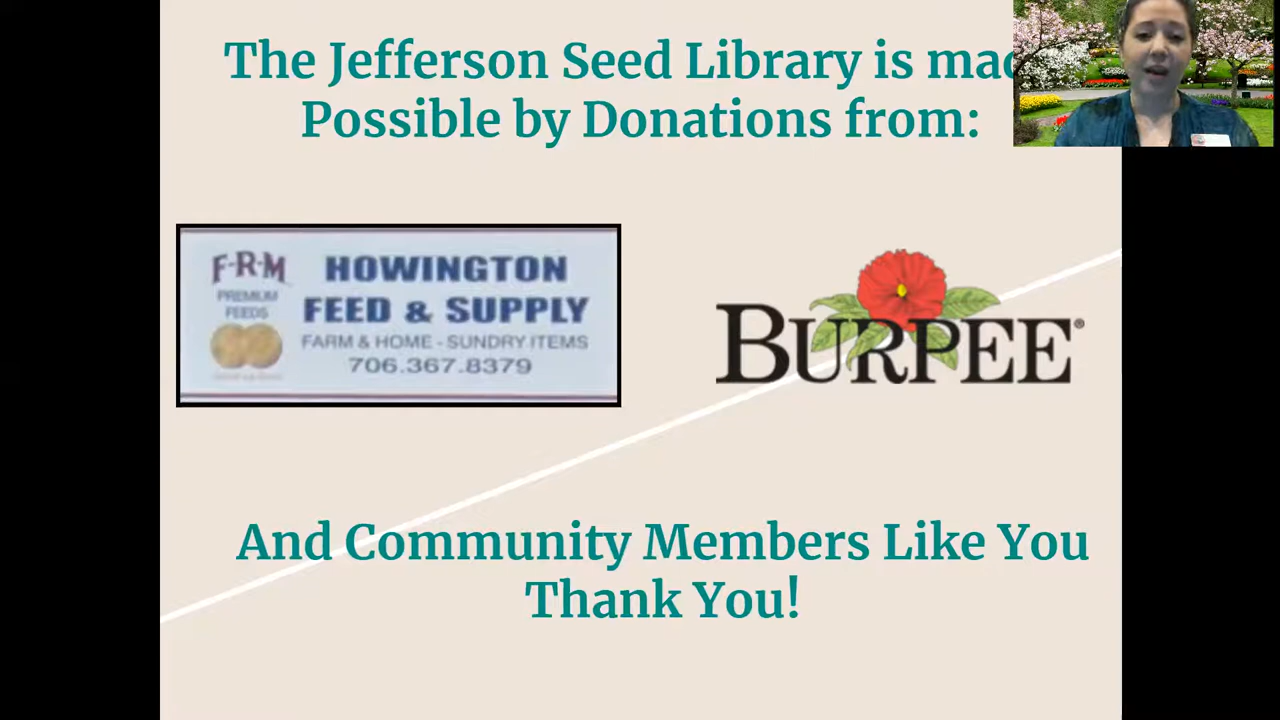 The Jefferson Seed Library is mad
Possible by Donations from:
F-R-M
PREMIUM
FEEDS
HOWINGTON
FEED & SUPPLY
FARM & HOME - SUNDRY ITEMS
706.367.8379
BURPEE®
And Community Members Like You
Thank You!